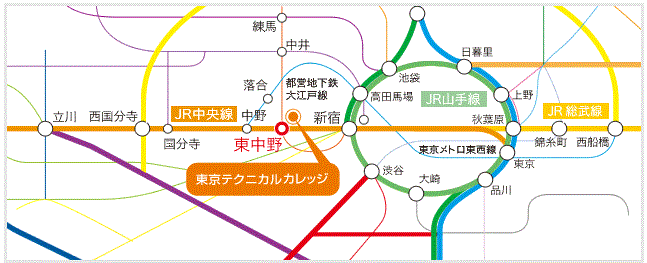 練馬
中井
日暮里
池袋
落合
都営地下鉄
大江戸線
高田馬場
JR山手線
上野
JR中央線
JR 総武線
立川
西国分寺
国分寺
中野
東中野
新宿
秋葉原
錦糸町
西船橋
東京メトロ東西線
東京
東京テクニカルカレッジ
渋谷
大崎
品川